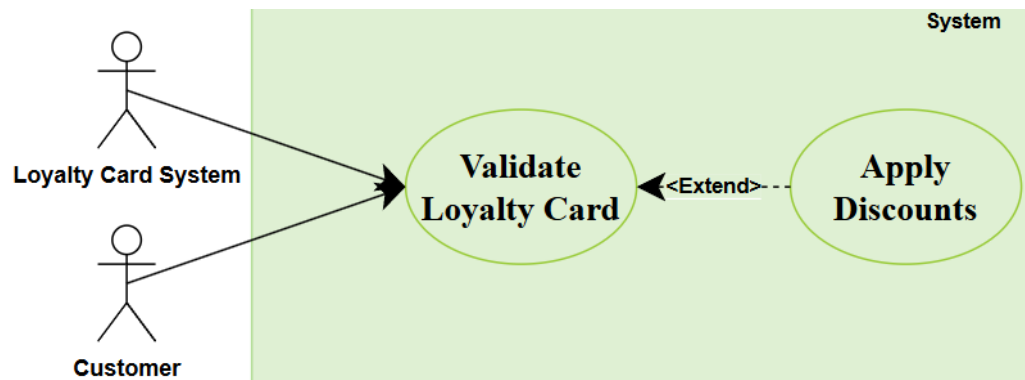 System
Loyalty Card System
Validate
Loyalty Card
<Extend>
Apply
Discounts
Customer